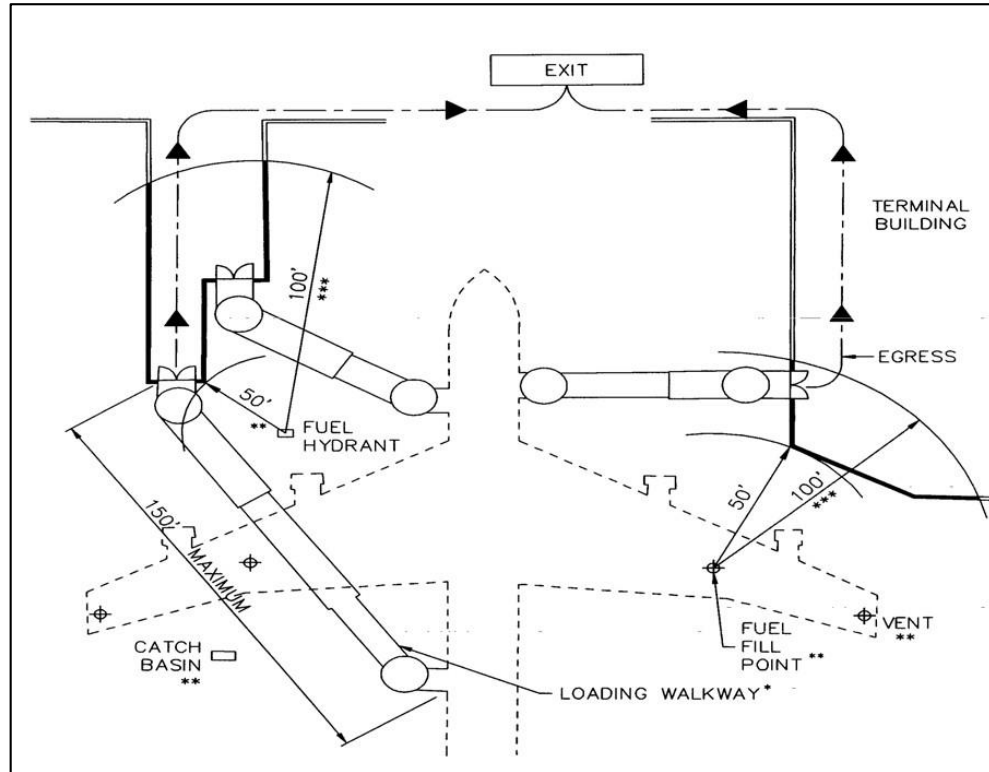 EXIT
TERMINAL
BUILDING
100'
***
EGRESS
50'
**
FUEL
HYDRANT
50'
100'
***
150' MAXIMUM
VENT
**
FUEL
FILL
POINT **
CATCH
BASIN
**
LOADING WALKWAY*